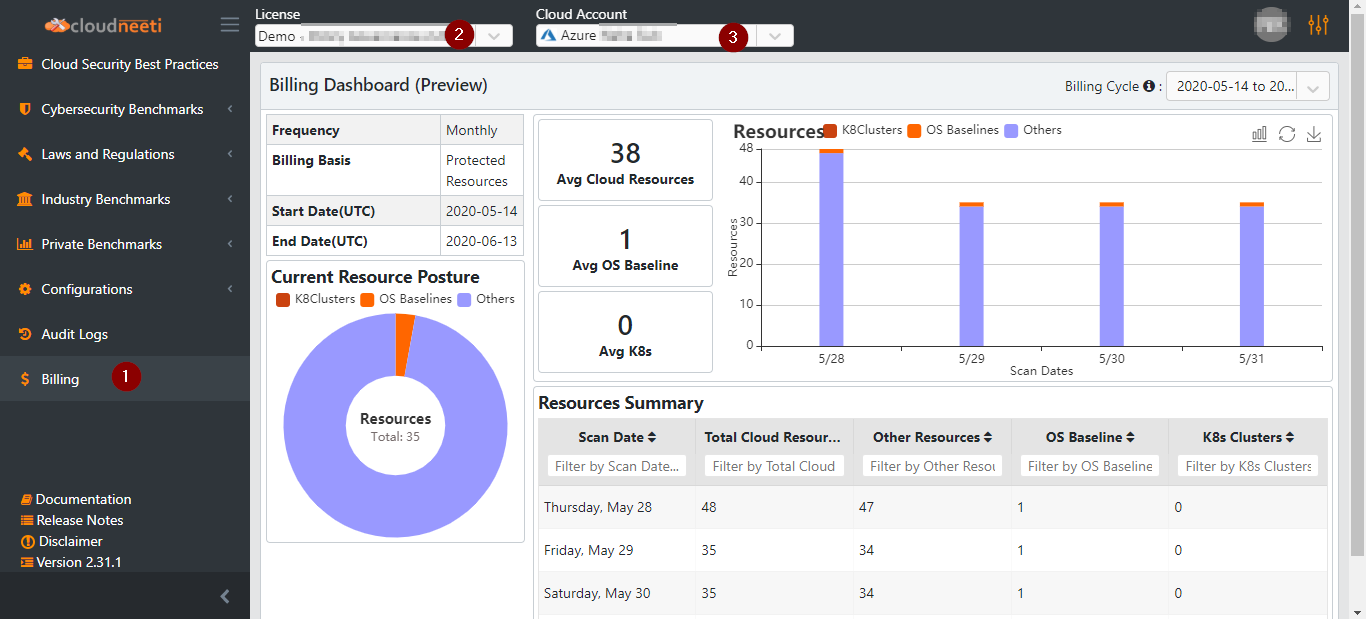 cloudneeti
License
Demo -
2
Cloud Account
Azure
3
Cloud Security Best Practices
Cybersecurity Benchmarks
Laws and Regulations
Industry Benchmarks
Private Benchmarks
Configurations
Audit Logs
Billing
1
Documentation
Release Notes
Disclaimer
Version 2.31.1
Billing Dashboard (Preview)
Billing Cycle :
2020-05-14 to 20...
Frequency Monthly
Billing Basis Protected
Resources
Start Date(UTC) 2020-05-14
End Date(UTC) 2020-06-13
Current Resource Posture
K8Clusters OS Baselines Others
Resources
Total: 35
38
Avg Cloud Resources
1
Avg OS Baseline
0
Avg K8s
Resources
K8Clusters OS Baselines Others
48
40
30
20
10
0
Resources
5/28 5/29 5/30 5/31
Scan Dates
Resources Summary
Scan Date Total Cloud Resour... Other Resources OS Baseline K8s Clusters
Filter by Scan Date... Filter by Total Cloud Filter by Other Resou Filter by OS Baseline Filter by K8s Clusters
Thursday, May 28 48 47 1 0
Friday, May 29 35 34 1 0
Saturday, May 30 35 34 1 0